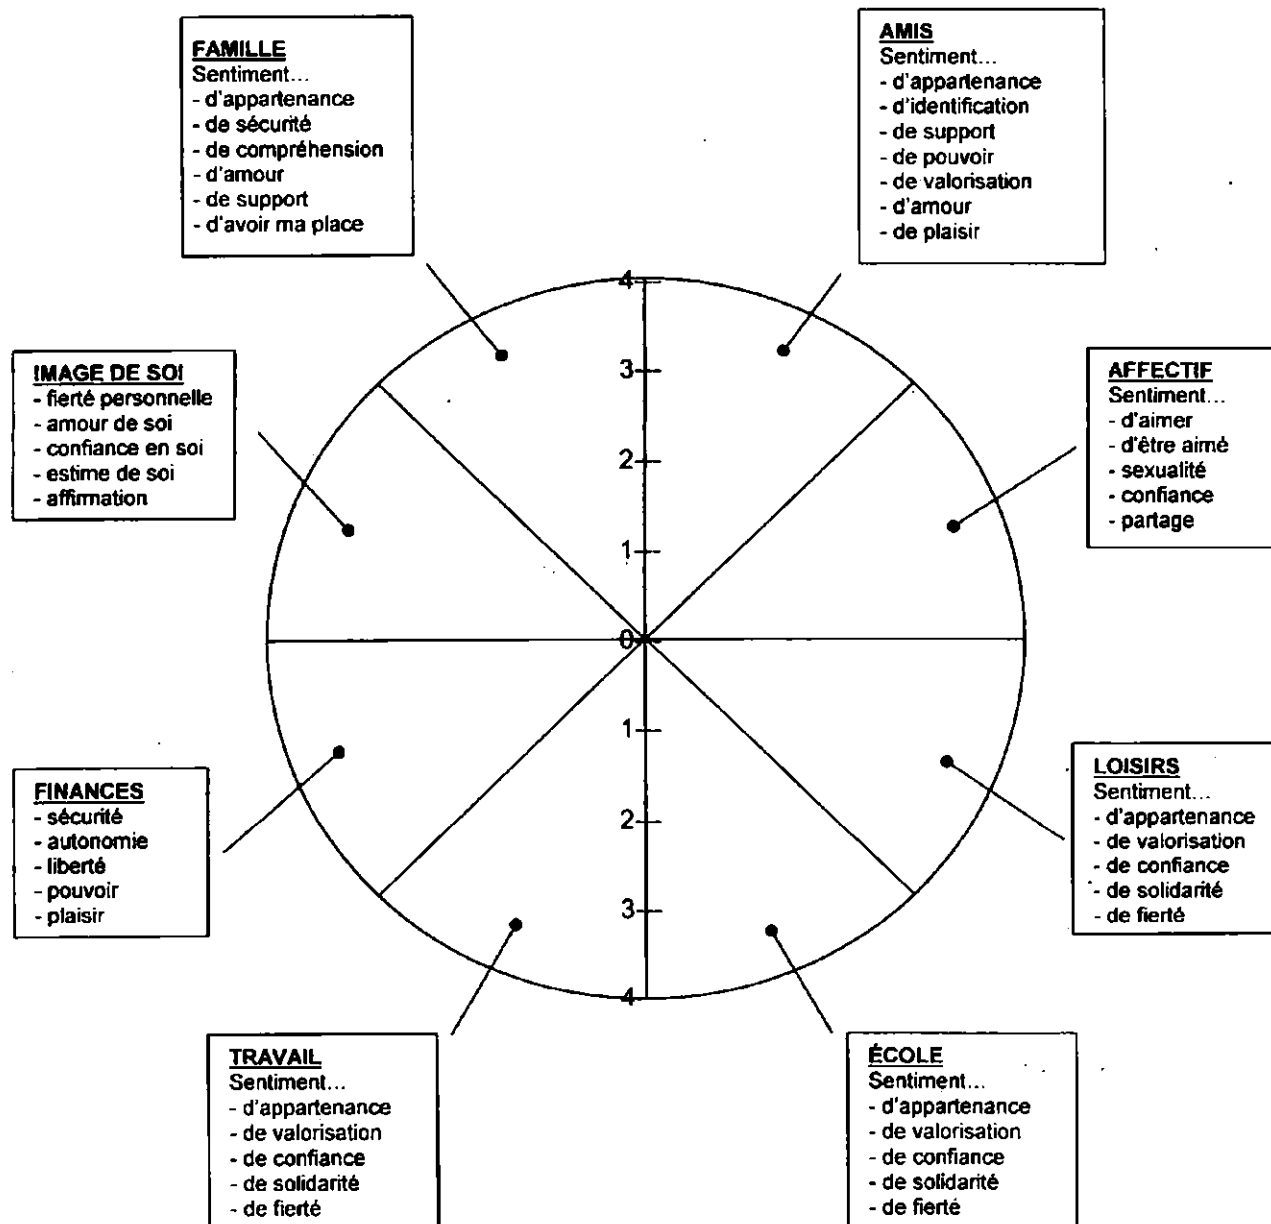 FAMILLE
Sentiment...
- d'appartenance
- de sécurité
- de compréhension
- d'amour
- de support
- d'avoir ma place
AMIS
Sentiment...
- d'appartenance
- d'identification
- de support
- de pouvoir
- de valorisation
- d'amour
- de plaisir
IMAGE DE SOI
- fierté personnelle
- amour de soi
- confiance en soi
- estime de soi
- affirmation
4
3
2
1
0
1
2
3
4
AFFECTIF
Sentiment...
- d'aimer
- d'être aimé
- sexualité
- confiance
- partage
FINANCES
- sécurité
- autonomie
- liberté
- pouvoir
- plaisir
LOISIRS
Sentiment...
- d'appartenance
- de valorisation
- de confiance
- de solidarité
- de fierté
TRAVAIL
Sentiment...
- d'appartenance
- de valorisation
- de confiance
- de solidarité
- de fierté
ÉCOLE
Sentiment...
- d'appartenance
- de valorisation
- de confiance
- de solidarité
- de fierté